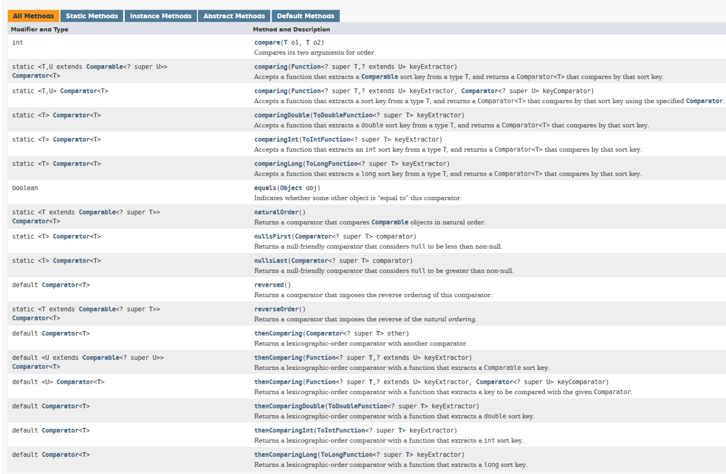 All Methods Static Methods Instance Methods Abstract Methods Default Methods
Modifier and Type Method and Description
int compare(T o1, T o2)
Compares its two arguments for order.
static <T,U extends Comparable<? super U>> comparing(Function<? super T,? extends U> keyExtractor)
Comparator<T> Accepts a function that extracts a Comparable sort key from a type T, and returns a Comparator<T> that compares by that sort key.
static <T,U> Comparator<T> comparing(Function<? super T,? extends U> keyExtractor, Comparator<? super U> keyComparator)
Accepts a function that extracts a sort key from a type T, and returns a Comparator<T> that compares by that sort key using the specified Comparator.
static <T> Comparator<T> comparingDouble(ToDoubleFunction<? super T> keyExtractor)
Accepts a function that extracts a double sort key from a type T, and returns a Comparator<T> that compares by that sort key.
static <T> Comparator<T> comparingInt(ToIntFunction<? super T> keyExtractor)
Accepts a function that extracts an int sort key from a type T, and returns a Comparator<T> that compares by that sort key.
static <T> Comparator<T> comparingLong(ToLongFunction<? super T> keyExtractor)
Accepts a function that extracts a long sort key from a type T, and returns a Comparator<T> that compares by that sort key.
boolean equals(Object obj)
Indicates whether some other object is "equal to" this comparator.
static <T extends Comparable<? super T>> naturalOrder()
Comparator<T> Returns a comparator that compares Comparable objects in natural order.
static <T> Comparator<T> nullsFirst(Comparator<? super T> comparator)
Returns a null-friendly comparator that considers null to be less than non-null.
static <T> Comparator<T> nullsLast(Comparator<? super T> comparator)
Returns a null-friendly comparator that considers null to be greater than non-null.
default Comparator<T> reversed()
Returns a comparator that imposes the reverse ordering of this comparator.
static <T extends Comparable<? super T>> reverseOrder()
Comparator<T> Returns a comparator that imposes the reverse of the natural ordering.
default Comparator<T> thenComparing(Comparator<? super T> other)
Returns a lexicographic-order comparator with another comparator.
default <U extends Comparable<? super U>> thenComparing(Function<? super T,? extends U> keyExtractor)
Comparator<T> Returns a lexicographic-order comparator with a function that extracts a Comparable sort key.
default <U> Comparator<T> thenComparing(Function<? super T,? extends U> keyExtractor, Comparator<? super U> keyComparator)
Returns a lexicographic-order comparator with a function that extracts a key to be compared with the given Comparator.
default Comparator<T> thenComparingDouble(ToDoubleFunction<? super T> keyExtractor)
Returns a lexicographic-order comparator with a function that extracts a double sort key.
default Comparator<T> thenComparingInt(ToIntFunction<? super T> keyExtractor)
Returns a lexicographic-order comparator with a function that extracts a int sort key.
default Comparator<T> thenComparingLong(ToLongFunction<? super T> keyExtractor)
Returns a lexicographic-order comparator with a function that extracts a long sort key.